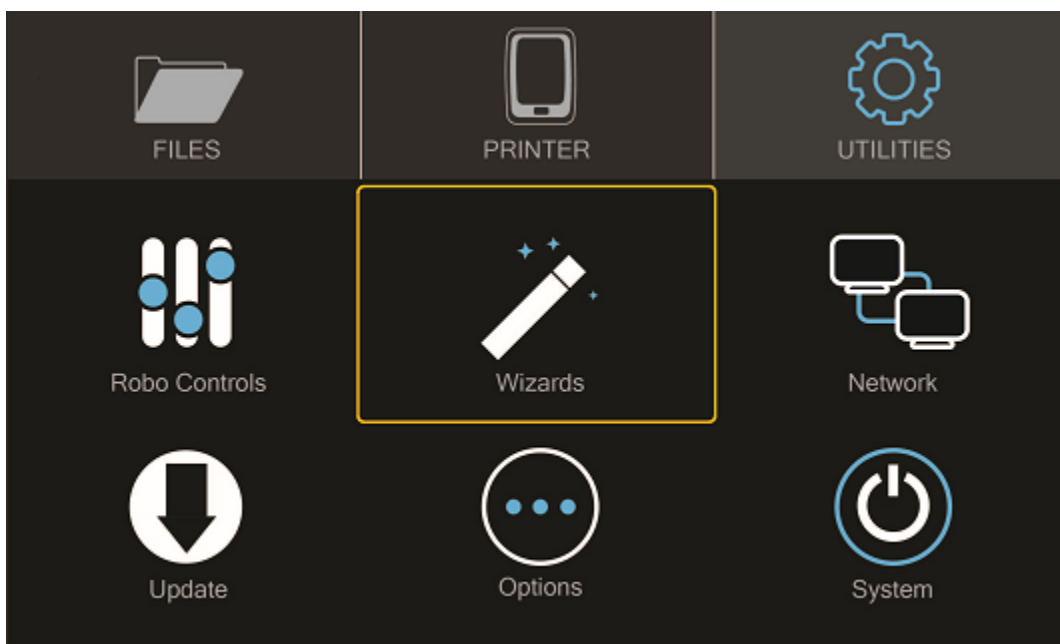 FILES
PRINTER
UTILITIES
Robo Controls
Wizards
Network
Update
Options
System